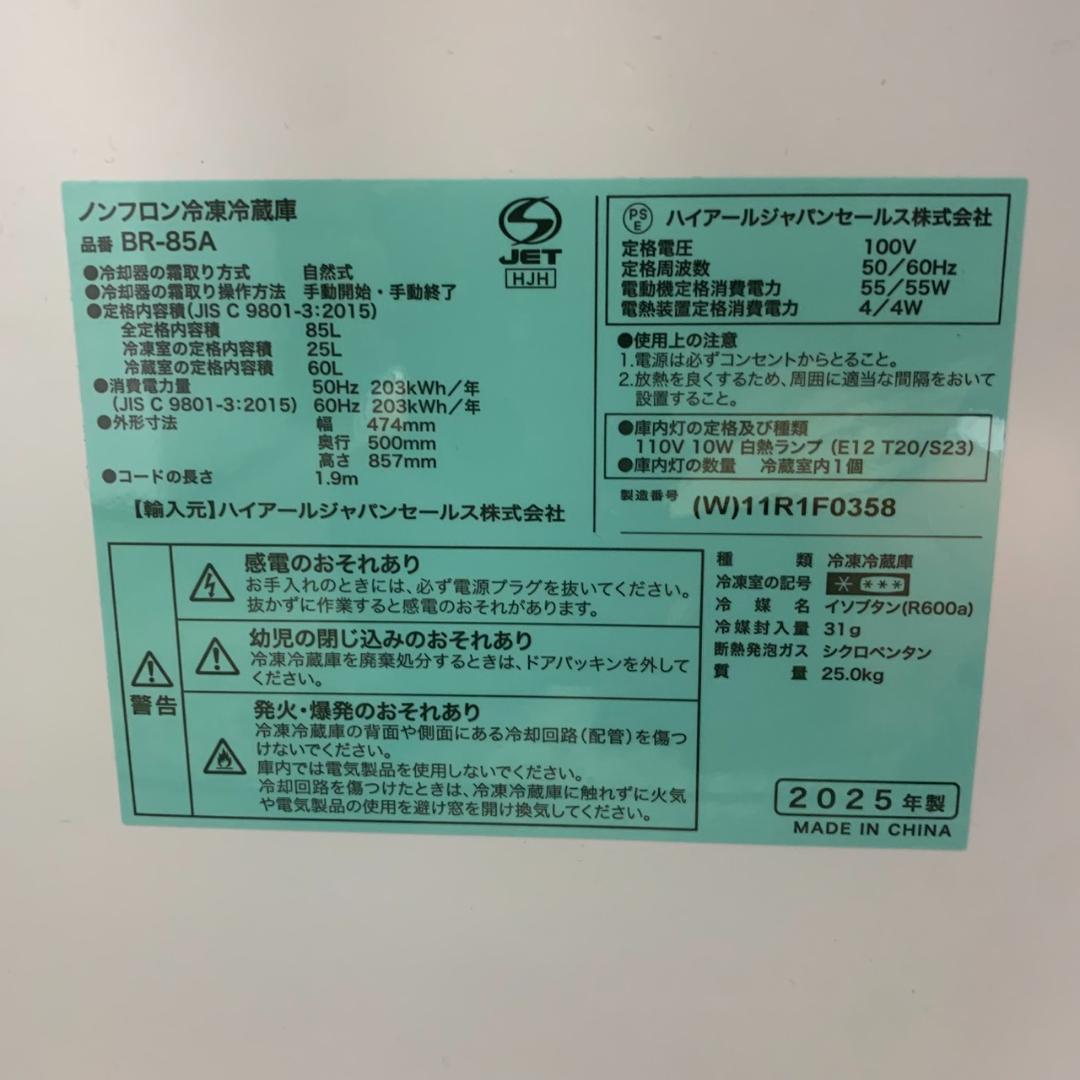 ノンフロン冷凍冷蔵庫
品番 BR-85A
●冷却器の霜取り方式 自然式
●冷却器の霜取り操作方法 手動開始・手動終了
●定格内容積(JIS C 9801-3:2015)
全定格内容積 85L
冷凍室の定格内容積 25L
冷蔵室の定格内容積 60L
●消費電力量 50Hz 203kWh/年
(JIS C 9801-3:2015) 60Hz 203kWh/年
●外形寸法 幅 474mm
奥行 500mm
高さ 857mm
●コードの長さ 1.9m
【輸入元】ハイアールジャパンセールス株式会社
JET
HJH
PS
E
ハイアールジャパンセールス株式会社
定格電圧 100V
定格周波数 50/60Hz
電動機定格消費電力 55/55W
電熱装置定格消費電力 4/4W
●使用上の注意
1.電源は必ずコンセントからとること。
2.放熱を良くするため、周囲に適当な間隔をおいて
設置すること。
●庫内灯の定格及び種類
110V 10W 白熱ランプ (E12 T20/S23)
●庫内灯の数量 冷蔵室内1個
製造番号 (W)11R1F0358
警告
感電のおそれあり
お手入れのときには、必ず電源プラグを抜いてください。
抜かずに作業すると感電のおそれがあります。
幼児の閉じ込みのおそれあり
冷凍冷蔵庫を廃棄処分するときは、ドアパッキンを外して
ください。
発火・爆発のおそれあり
冷凍冷蔵庫の背面や側面にある冷却回路(配管)を傷つ
けないでください。
庫内では電気製品を使用しないでください。
冷却回路を傷つけたときは、冷凍冷蔵庫に触れずに火気
や電気製品の使用を避け窓を開け換気してください。
種類 冷凍冷蔵庫
冷凍室の記号 * ***
冷媒名 イソブタン(R600a)
冷媒封入量 31g
断熱発泡ガス シクロペンタン
質量 25.0kg
2025年製
MADE IN CHINA